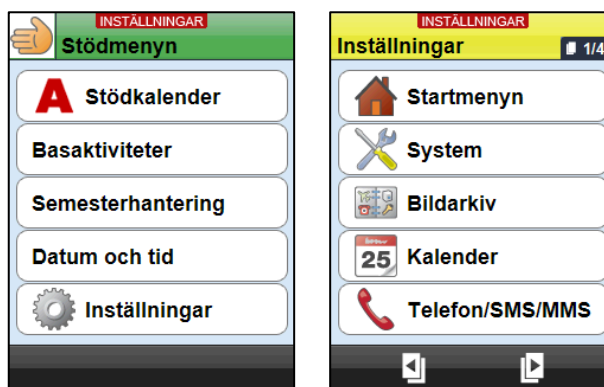 INSTÄLLNINGAR
Stödmenyn
A Stödkalender
Basaktiviteter
Semesterhantering
Datum och tid
Inställningar
INSTÄLLNINGAR
Inställningar 1/4
Startmenyn
System
Bildarkiv
25 Kalender
Telefon/SMS/MMS